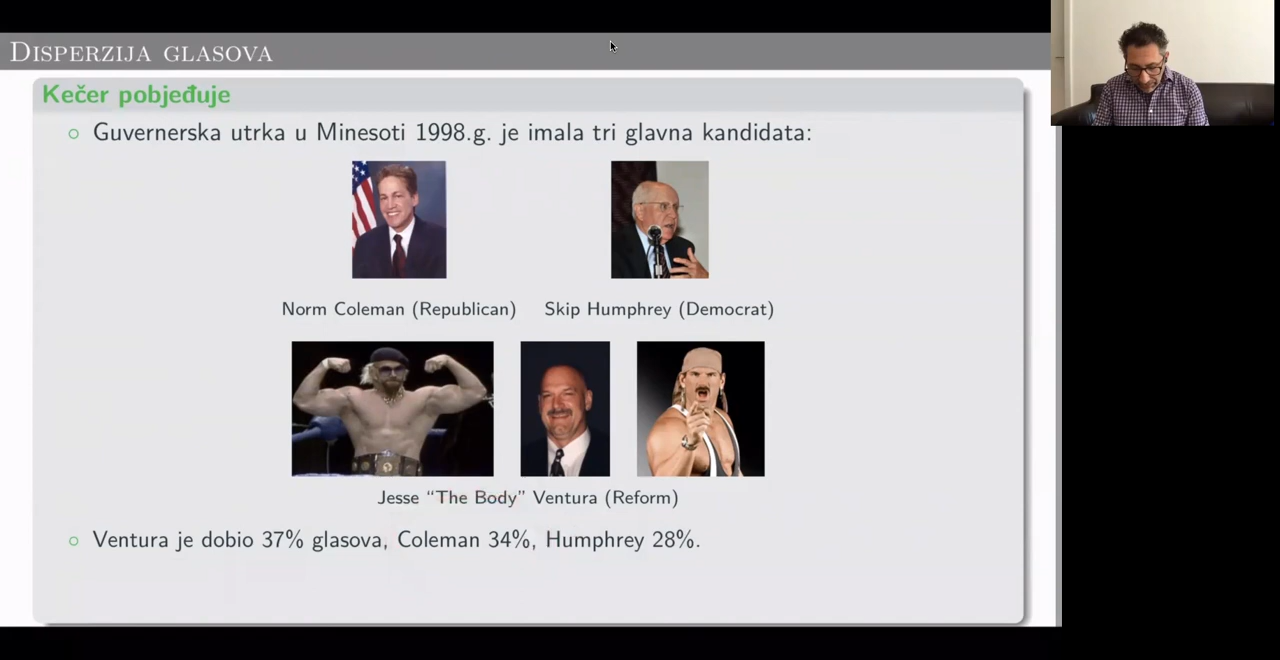 Disperzija glasova
Kečer pobjeđuje
Guvernerska utrka u Minesoti 1998.g. je imala tri glavna kandidata:
Norm Coleman (Republican) Skip Humphrey (Democrat)
Jesse “The Body” Ventura (Reform)
Ventura je dobio 37% glasova, Coleman 34%, Humphrey 28%.